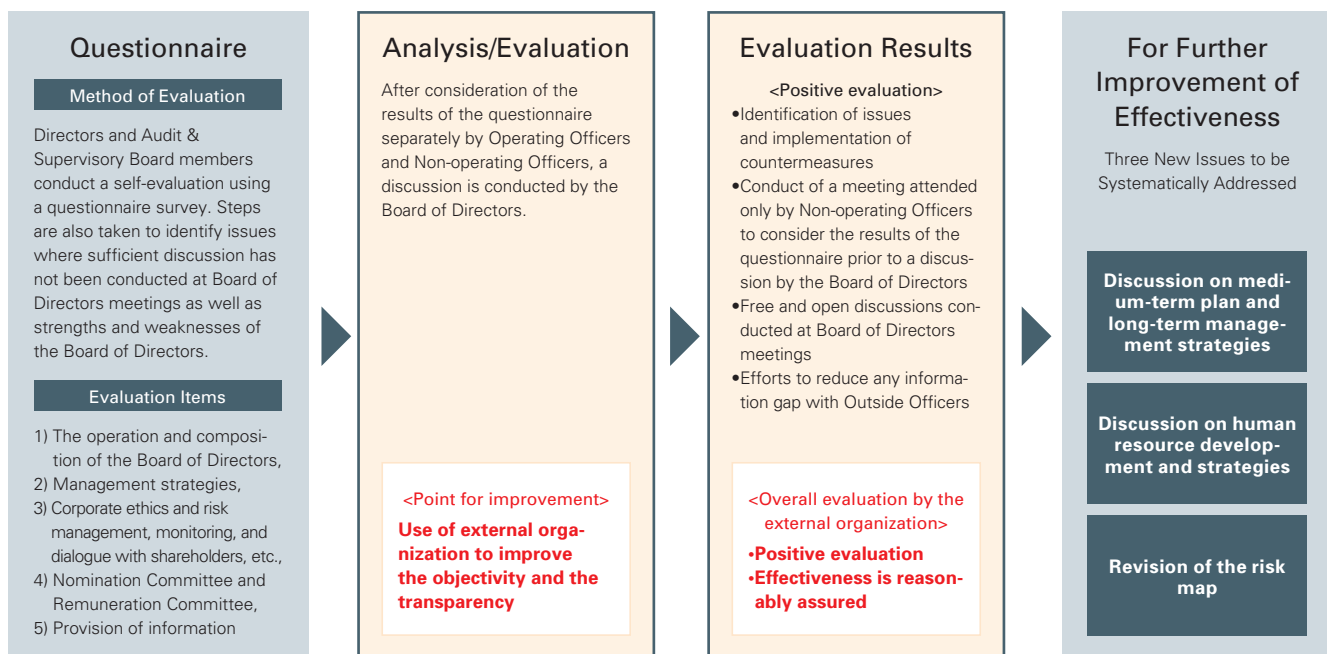 Questionnaire
Method of Evaluation
Directors and Audit &
Supervisory Board members
conduct a self-evaluation using
a questionnaire survey. Steps
are also taken to identify issues
where sufficient discussion has
not been conducted at Board of
Directors meetings as well as
strengths and weaknesses of
the Board of Directors.
Evaluation Items
1) The operation and composi-
tion of the Board of Directors,
2) Management strategies,
3) Corporate ethics and risk
management, monitoring, and
dialogue with shareholders, etc.,
4) Nomination Committee and
Remuneration Committee,
5) Provision of information
Analysis/Evaluation
After consideration of the
results of the questionnaire
separately by Operating Officers
and Non-operating Officers, a
discussion is conducted by the
Board of Directors.
<Point for improvement>
Use of external orga-
nization to improve
the objectivity and the
transparency
Evaluation Results
<Positive evaluation>
•Identification of issues
and implementation of
countermeasures
•Conduct of a meeting attended
only by Non-operating Officers
to consider the results of the
questionnaire prior to a discus-
sion by the Board of Directors
•Free and open discussions con-
ducted at Board of Directors
meetings
•Efforts to reduce any informa-
tion gap with Outside Officers
<Overall evaluation by the
external organization>
•Positive evaluation
•Effectiveness is reason-
ably assured
For Further
Improvement of
Effectiveness
Three New Issues to be
Systematically Addressed
Discussion on medi-
um-term plan and
long-term manage-
ment strategies
Discussion on human
resource develop-
ment and strategies
Revision of the risk
map